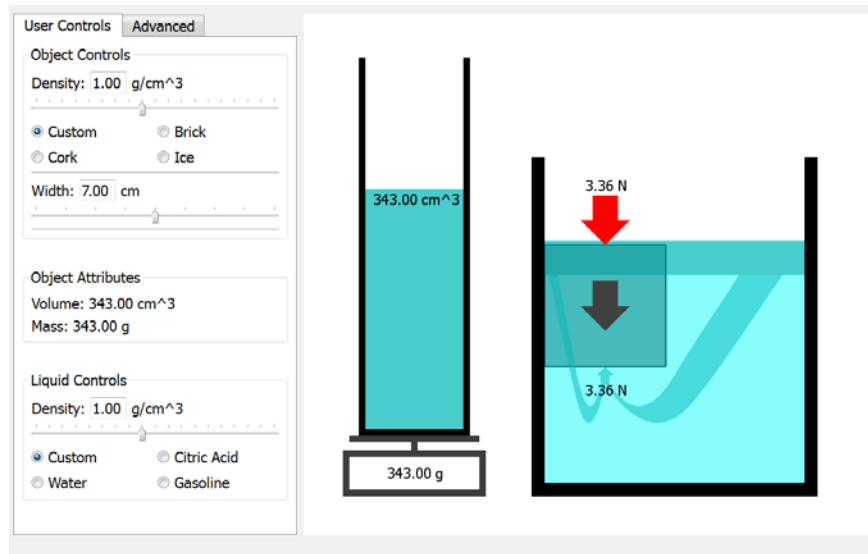 User Controls
Advanced
Object Controls
Density: 1.00 g/cm^3
Custom
Brick
Cork
Ice
Width: 7.00 cm
Object Attributes
Volume: 343.00 cm^3
Mass: 343.00 g
Liquid Controls
Density: 1.00 g/cm^3
Custom
Citric Acid
Water
Gasoline
343.00 cm^3
343.00 g
3.36 N
3.36 N